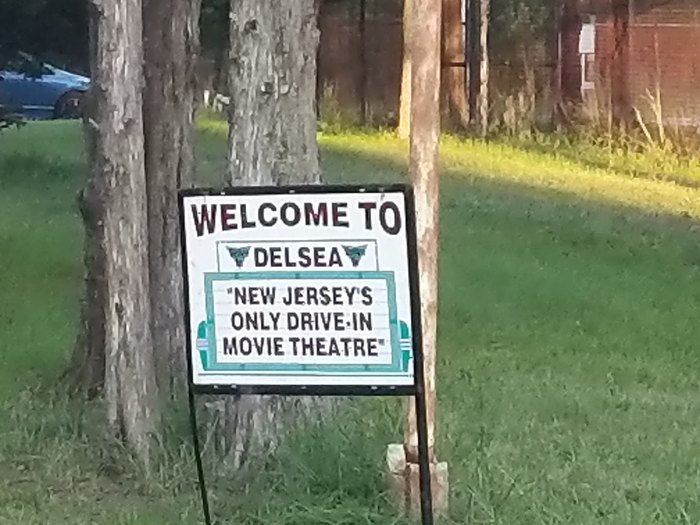 WELCOME TO
DELSEA
"NEW JERSEY'S
ONLY DRIVE-IN
MOVIE THEATRE"